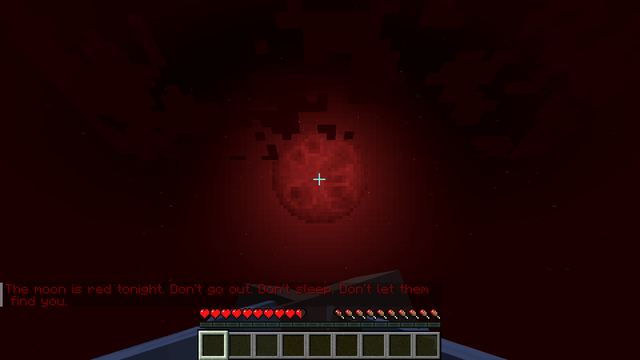 The moon is red tonight. Don't go out. Don't sleep. Don't let them
find you.